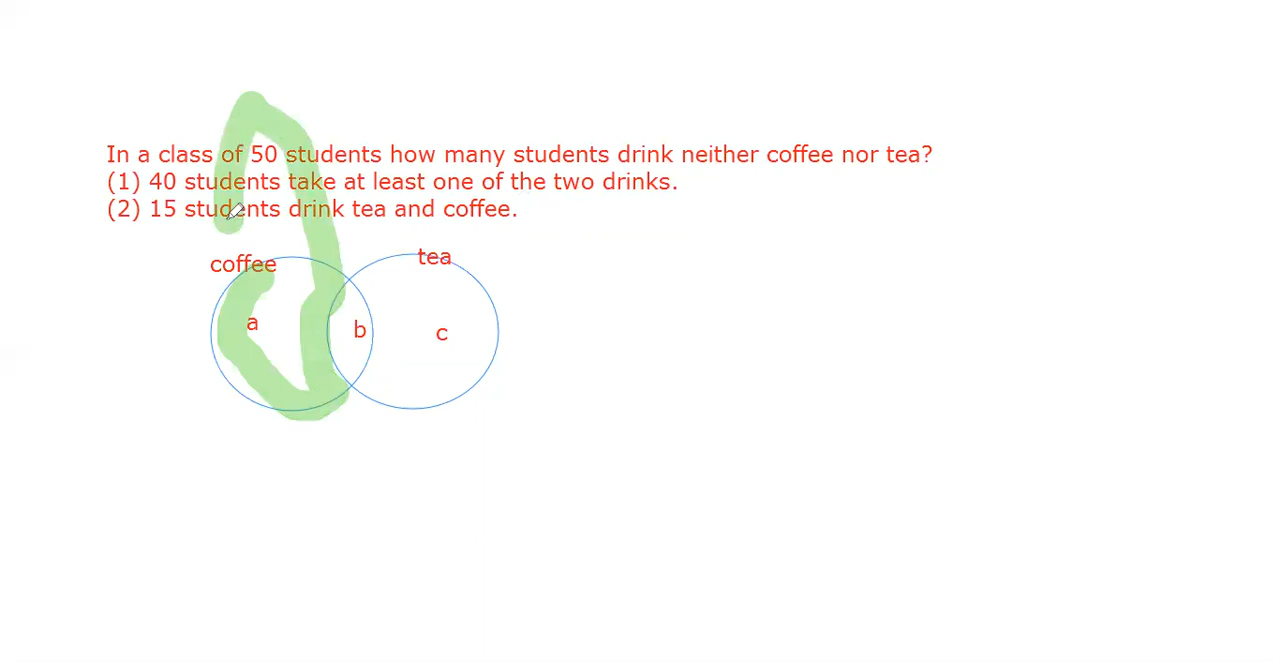 In a class of 50 students how many students drink neither coffee nor tea?
(1) 40 students take at least one of the two drinks.
(2) 15 students drink tea and coffee.
coffee tea
a b c